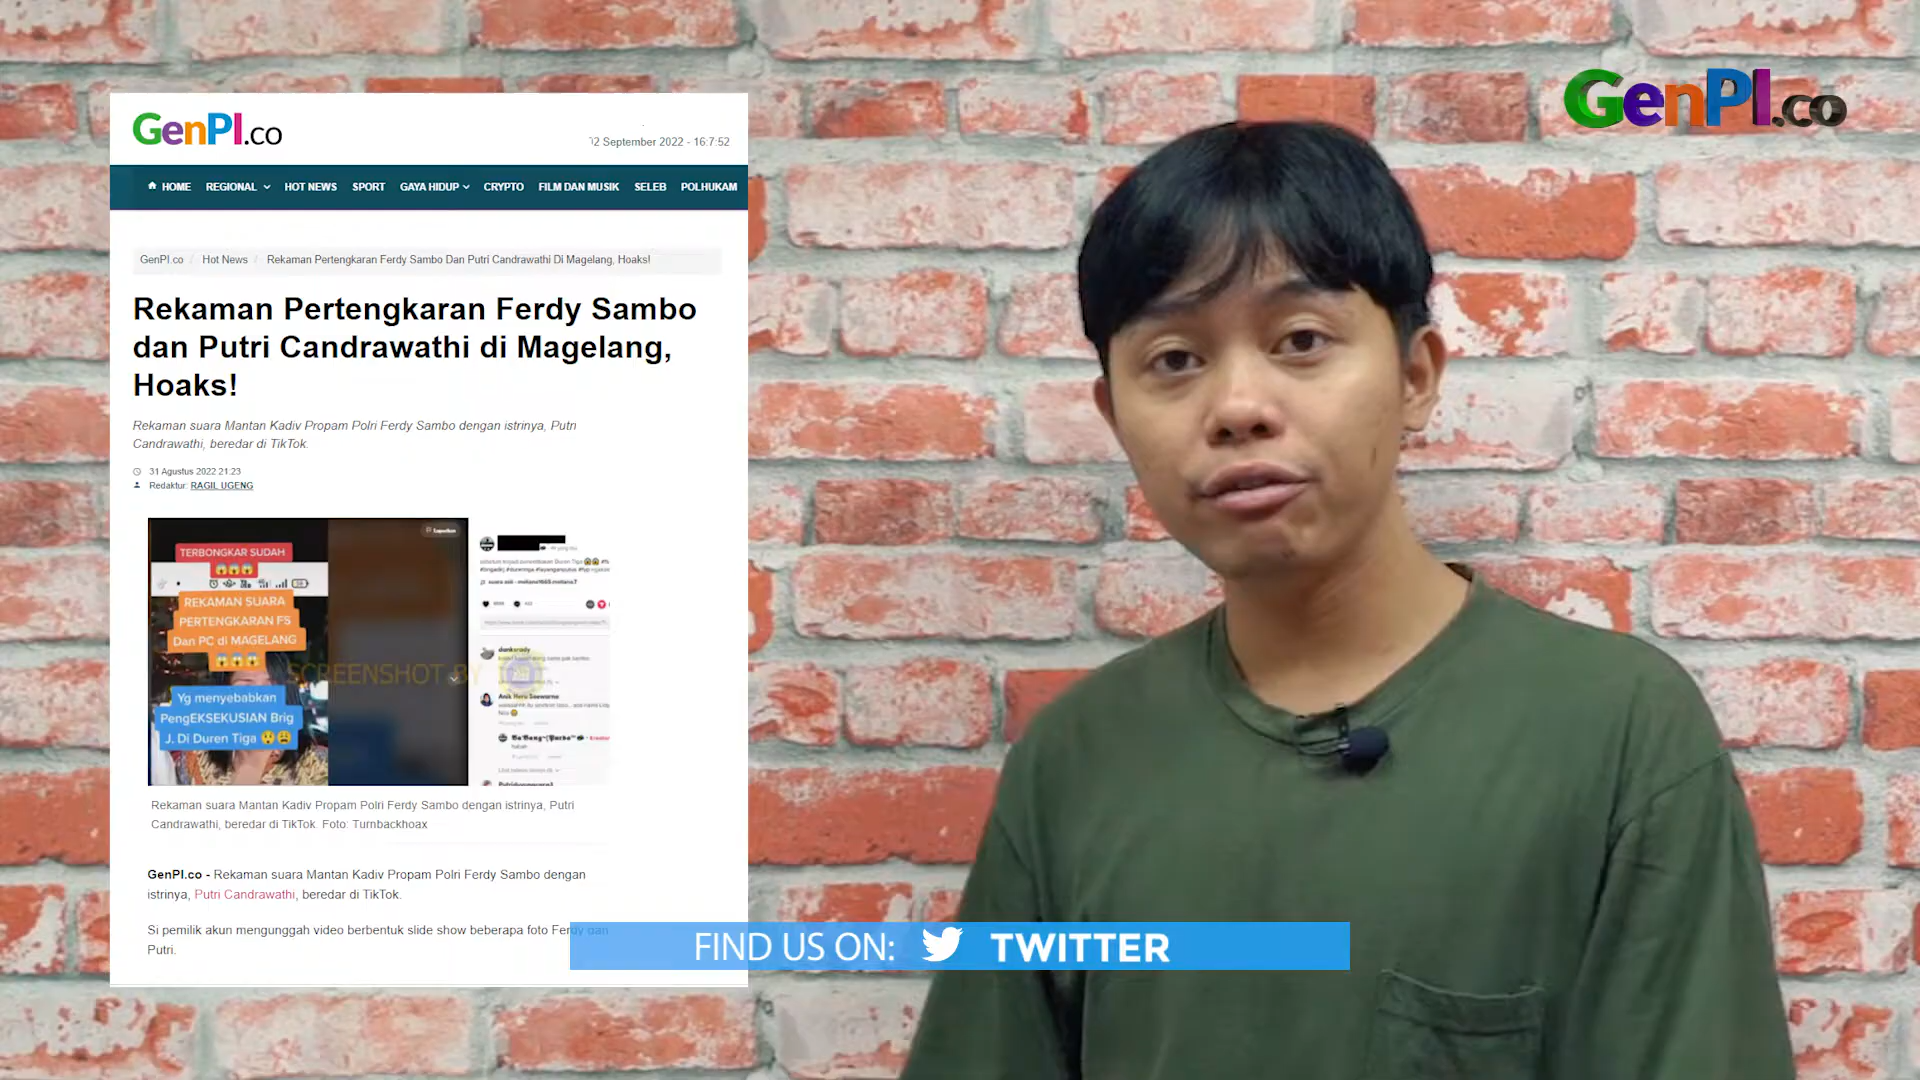 GenPI.co
GenPI.co
2 September 2022 - 16:7:52
HOME REGIONAL HOT NEWS SPORT GAYA HIDUP CRYPTO FILM DAN MUSIK SELEB POLHUKAM
GenPI.co / Hot News / Rekaman Pertengkaran Ferdy Sambo Dan Putri Candrawathi Di Magelang, Hoaks!
Rekaman Pertengkaran Ferdy Sambo
dan Putri Candrawathi di Magelang,
Hoaks!
Rekaman suara Mantan Kadiv Propam Polri Ferdy Sambo dengan istrinya, Putri
Candrawathi, beredar di TikTok.
31 Agustus 2022 21:23
Redaktur: RAGIL UGENG
TERBONGKAR SUDAH
REKAMAN SUARA
PERTENGKARAN FS
Dan PC di MAGELANG
Yg menyebabkan
PengEKSEKUSIAN Brig
J. Di Duren Tiga
SCREENSHOT BY
Anik Heru Soewarno
Rekaman suara Mantan Kadiv Propam Polri Ferdy Sambo dengan istrinya, Putri
Candrawathi, beredar di TikTok. Foto: Turnbackhoax
GenPI.co - Rekaman suara Mantan Kadiv Propam Polri Ferdy Sambo dengan
istrinya, Putri Candrawathi, beredar di TikTok.
Si pemilik akun mengunggah video berbentuk slide show beberapa foto Ferdy dan
Putri.
FIND US ON: TWITTER